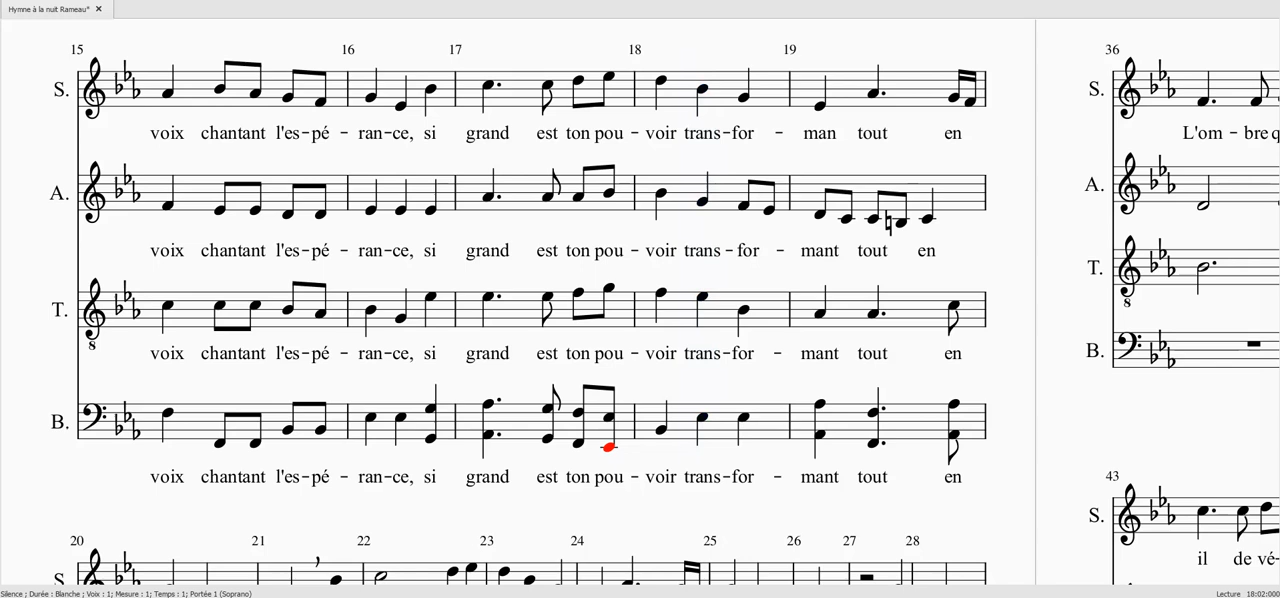 Hymne à la nuit Rameau* ×
15 16 17 18 19 36
S. S.
voix chantant l'es-pé - ran-ce, si grand est ton pou - voir trans-for - man tout en L'om - bre q
A. A.
voix chantant l'es-pé - ran-ce, si grand est ton pou - voir trans-for - mant tout en
T. T.
8 8
voix chantant l'es-pé - ran-ce, si grand est ton pou - voir trans-for - mant tout en
B. B.
voix chantant l'es-pé - ran-ce, si grand est ton pou - voir trans-for - mant tout en
43
S.
20 21 22 23 24 25 26 27 28
il de vé-
S.
Silence ; Durée : Blanche ; Voix : 1; Mesure : 1; Temps : 1; Portée 1 (Soprano) Lecture 18:02:000